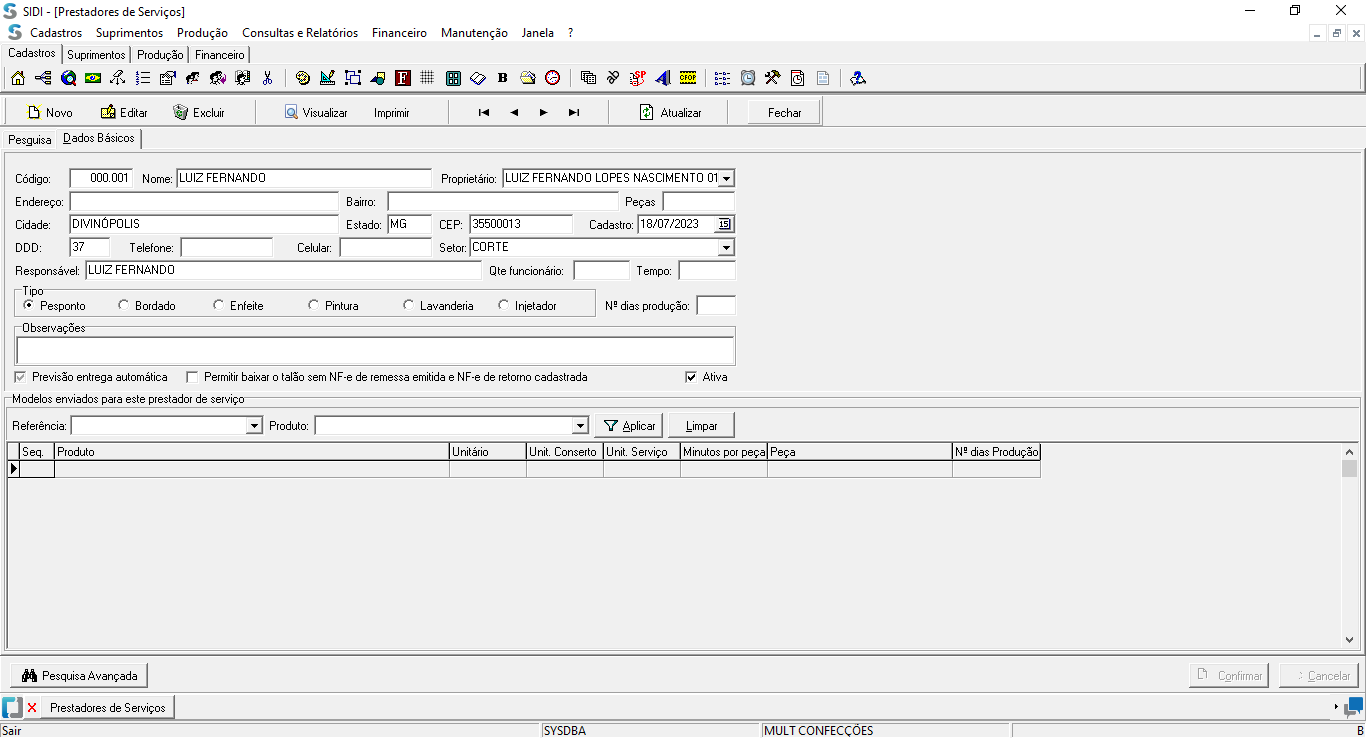 SIDI - [Prestadores de Serviços]
Cadastros Suprimentos Produção Consultas e Relatórios Financeiro Manutenção Janela ?
Cadastros Suprimentos Produção Financeiro
F B SP CFOP
Novo Editar Excluir Visualizar Imprimir Atualizar Fechar
Pesguisa Dados Básicos
Código: 000.001 Nome: LUIZ FERNANDO Proprietário: LUIZ FERNANDO LOPES NASCIMENTO 01
Endereço: Bairro: Peças
Cidade: DIVINÓPOLIS Estado: MG CEP: 35500013 Cadastro: 18/07/2023 15
DDD: 37 Telefone: Celular: Setor: CORTE
Responsável: LUIZ FERNANDO Qte funcionário: Tempo:
Tipo
Pesponto Bordado Enfeite Pintura Lavanderia Injetador Nº dias produção:
Observações
Previsão entrega automática Permitir baixar o talão sem NF-e de remessa emitida e NF-e de retorno cadastrada Ativa
Modelos enviados para este prestador de serviço
Referência: Produto: Aplicar Limpar
Seq. Produto Unitário Unit. Conserto Unit. Serviço Minutos por peça Peça Nº dias Produção
Pesquisa Avançada Confirmar Cancelar
Prestadores de Serviços
Sair SYSDBA MULT CONFECÇÕES B